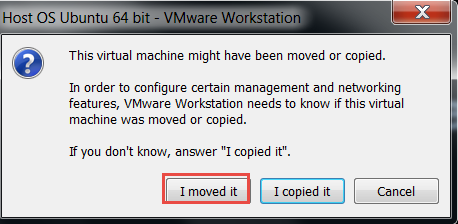 Host OS Ubuntu 64 bit - VMware Workstation
This virtual machine might have been moved or copied.
In order to configure certain management and networking
features, VMware Workstation needs to know if this virtual
machine was moved or copied.
If you don't know, answer "I copied it".
I moved it
I copied it
Cancel